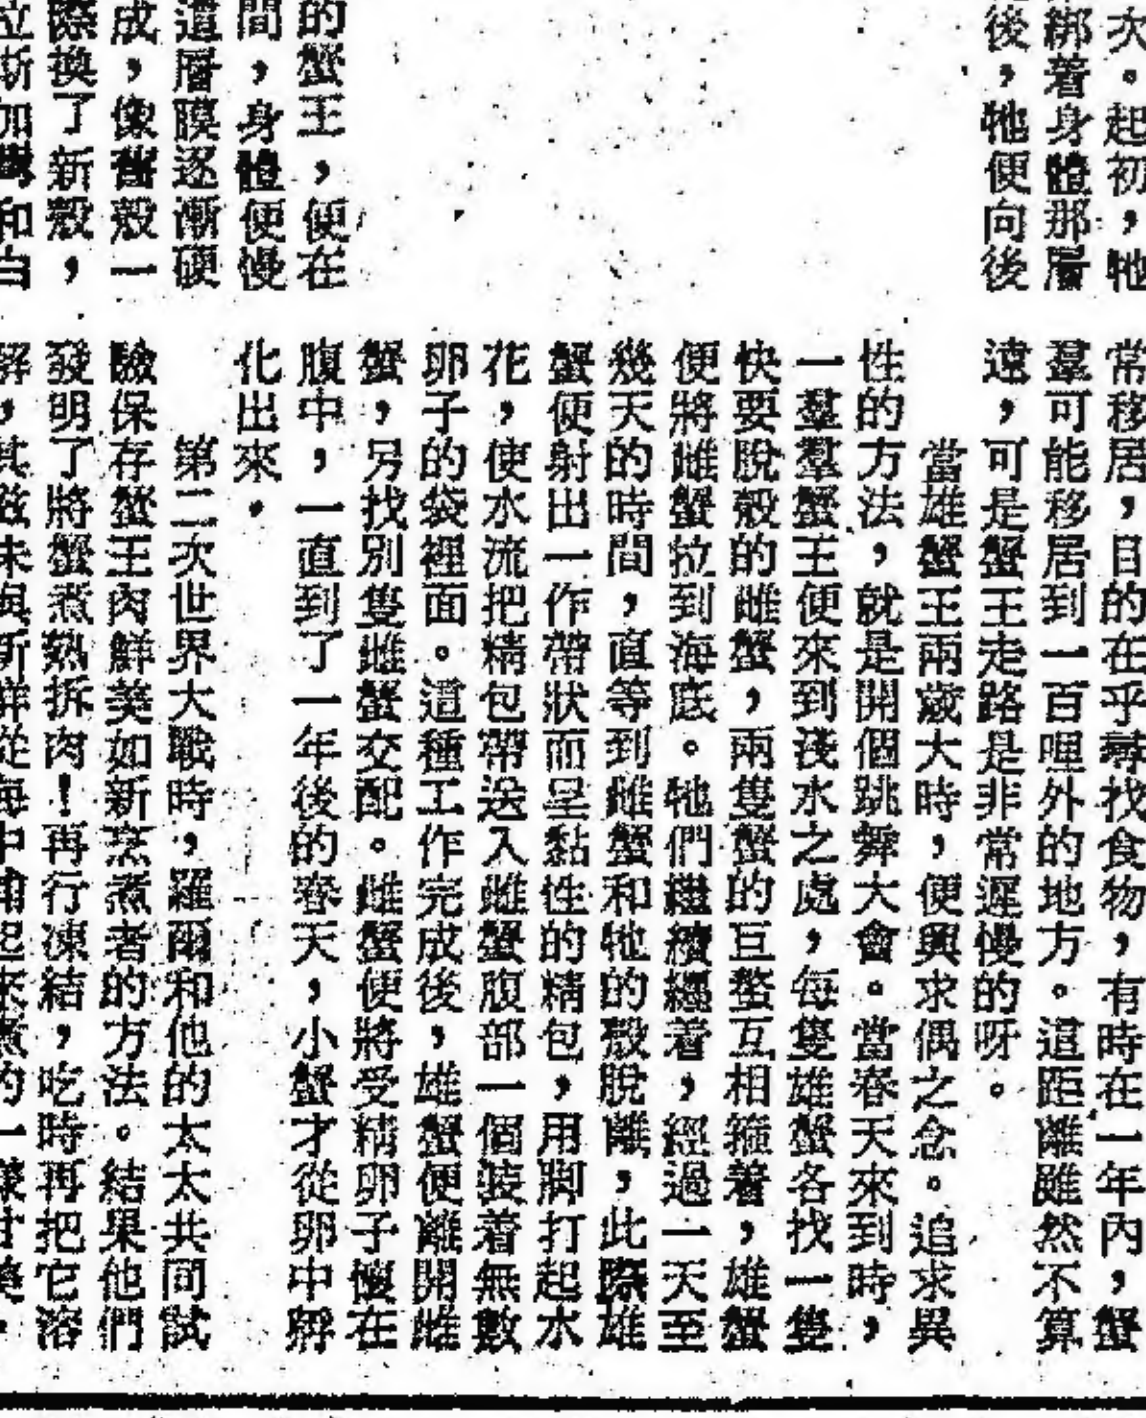 次。起初，牠
綁着身體那層
後，牠便向後
的蟹王，便在
間，身體便慢
這層膜逐漸硬
成，像舊殼一
際換了新殼，
常移居，目的在乎尋找食物，有時在一年內，蟹
羣可能移居到一百哩外的地方。這距離雖然不算
遠，可是蟹王走路是非常遲慢的呀。
當雄蟹王兩歲大時，便興求偶之念。追求異
性的方法，就是開個跳舞大會。當春天來到時，
一羣羣蟹王便來到淺水之處，每隻雄蟹各找一隻
快要脫殼的雌蟹，兩隻蟹的巨螯互相箍着，雄蟹
便將雌蟹拉到海底。牠們繼續纏着，經過一天至
幾天的時間，直等到雌蟹和牠的殼脫離，此際雄
蟹便射出一作帶狀而呈黏性的精包，用脚打起水
花，使水流把精包帶送入雌蟹腹部一個裝着無數
卵子的袋裡面。這種工作完成後，雄蟹便離開雌
蟹，另找別隻雌蟹交配。雌蟹便將受精卵子懷在
腹中，一直到了一年後的春天，小蟹才從卵中孵
化出來。
第二次世界大戰時，羅爾和他的太太共同試
驗保存蟹王肉鮮美如新烹煮者的方法。結果他們
發明了將蟹煮熟拆肉！再行凍結，吃時再把它溶